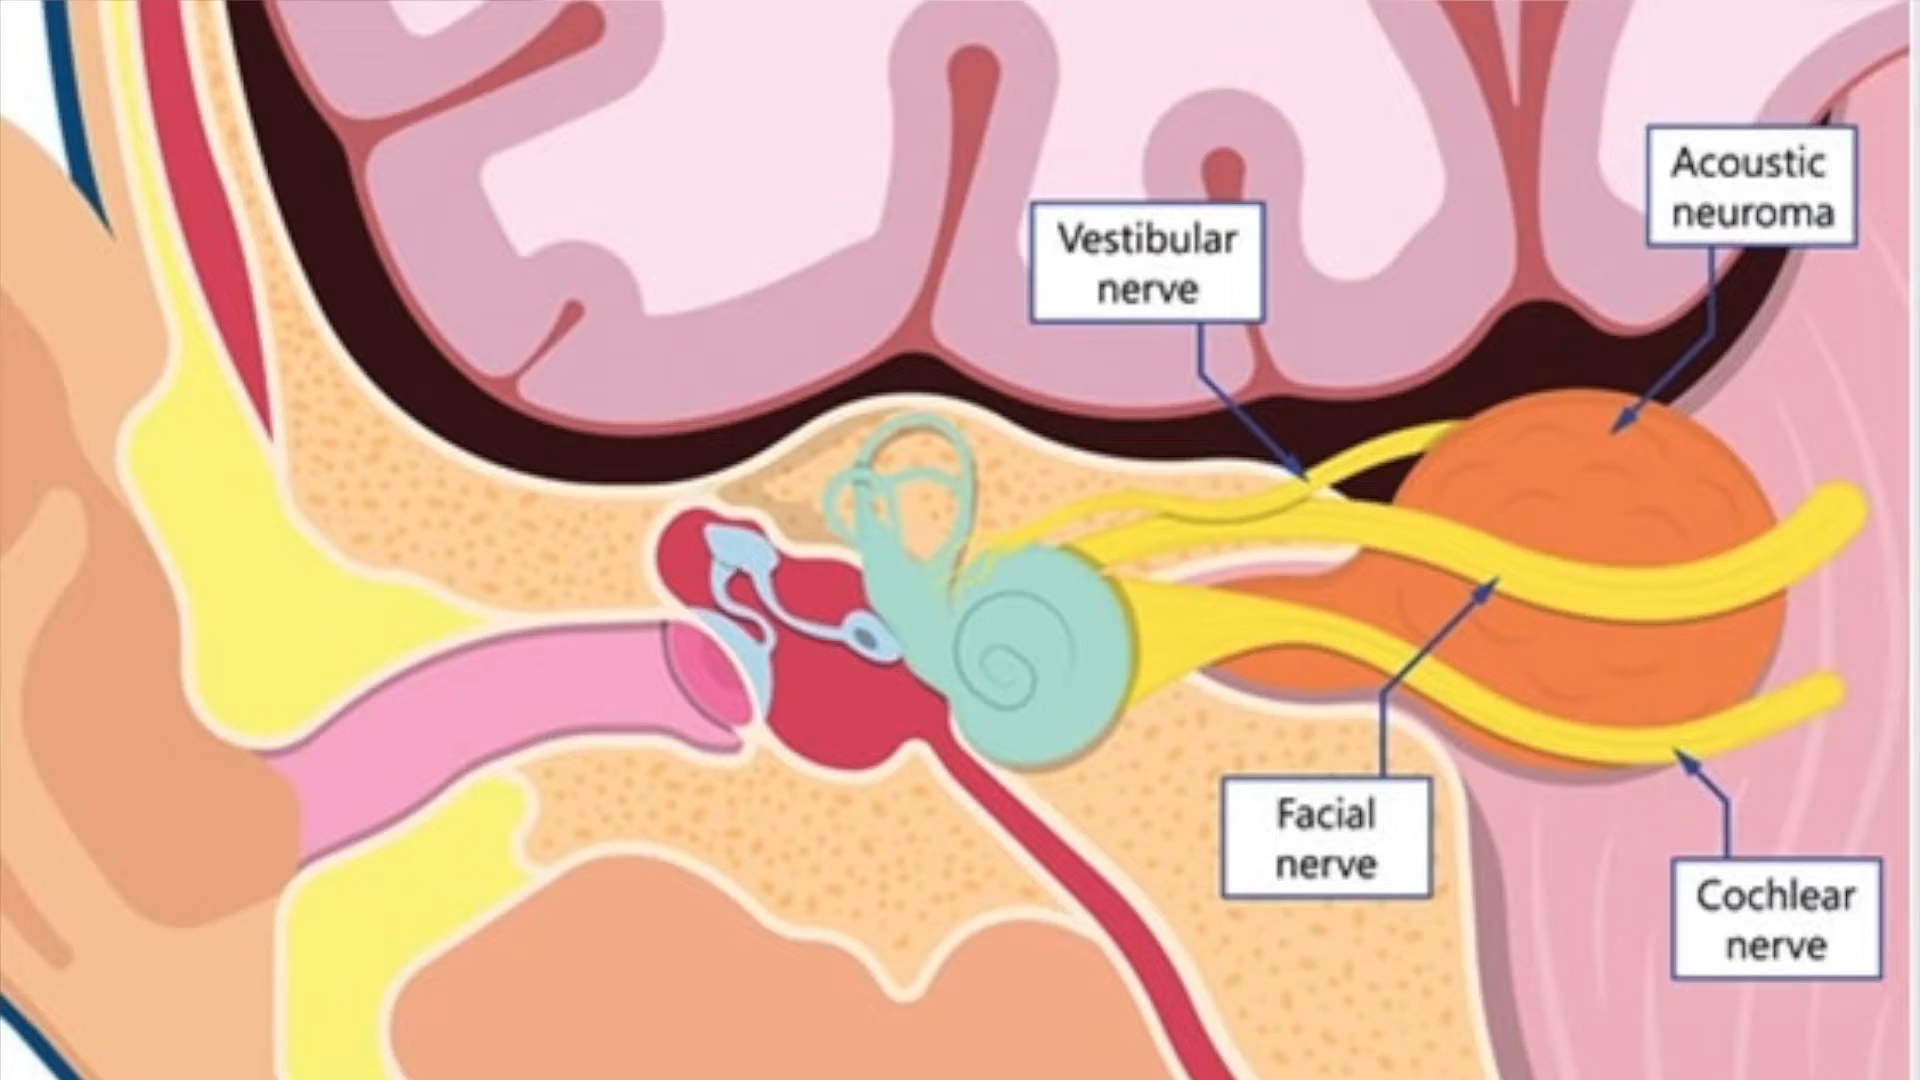 Acoustic
neuroma
Vestibular
nerve
Facial
nerve
Cochlear
nerve